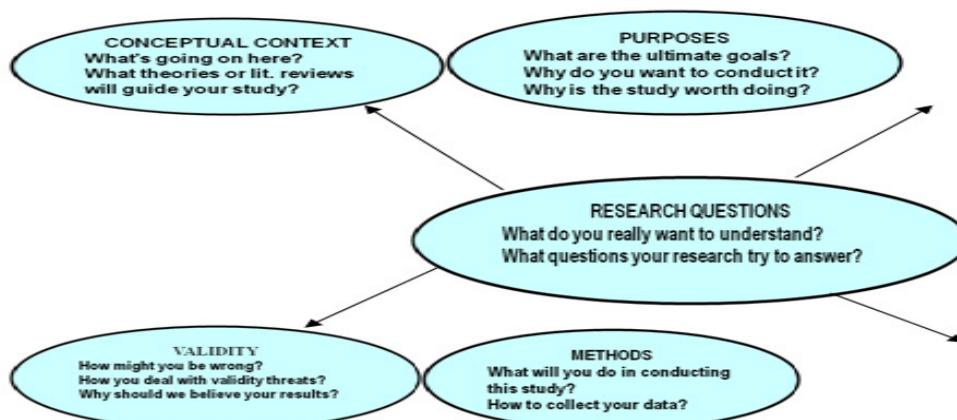 CONCEPTUAL CONTEXT
What's going on here?
What theories or lit. reviews
will guide your study?
PURPOSES
What are the ultimate goals?
Why do you want to conduct it?
Why is the study worth doing?
RESEARCH QUESTIONS
What do you really want to understand?
What questions your research try to answer?
VALIDITY
How might you be wrong?
How you deal with validity threats?
Why should we believe your results?
METHODS
What will you do in conducting
this study?
How to collect your data?